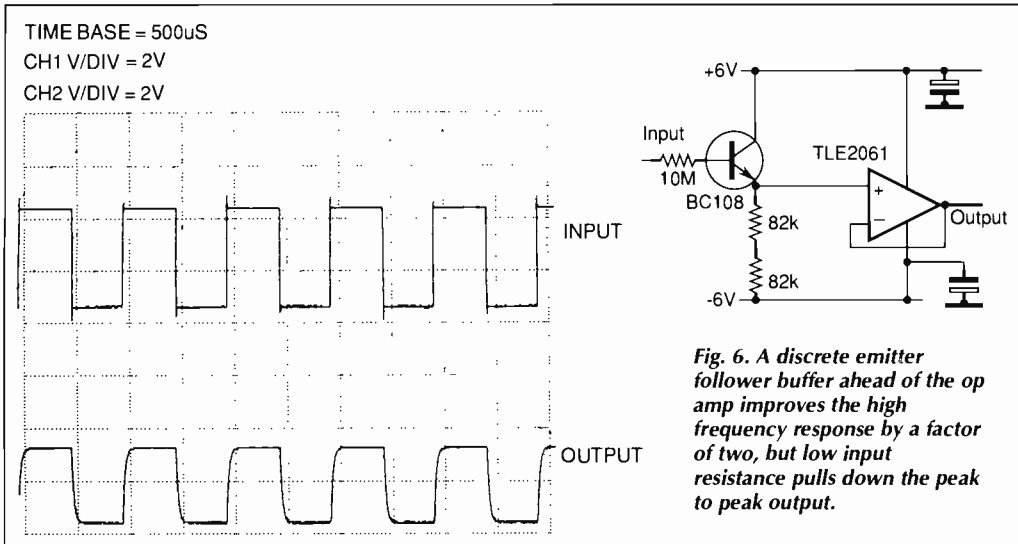 TIME BASE = 500uS
CH1 V/DIV = 2V
CH2 V/DIV = 2V
INPUT
OUTPUT
+6V
Input
10M
BC108
TLE2061
+
−
Output
82k
82k
-6V
Fig. 6. A discrete emitter
follower buffer ahead of the op
amp improves the high
frequency response by a factor
of two, but low input
resistance pulls down the peak
to peak output.